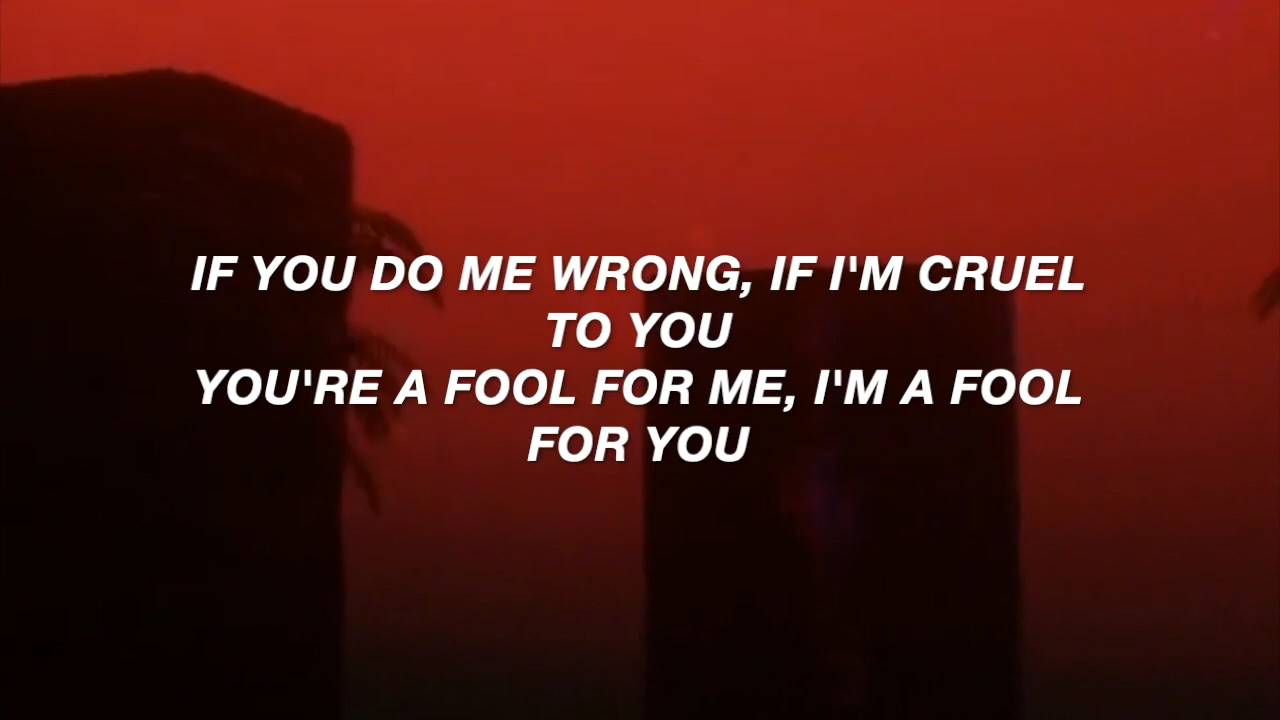 IF YOU DO ME WRONG, IF I'M CRUEL
TO YOU
YOU'RE A FOOL FOR ME, I'M A FOOL
FOR YOU